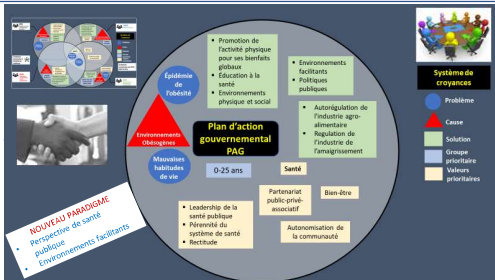 Promotion de
l'activité physique
pour ses bienfaits
globaux
Education à la
santé
Environnements
physique et social
Environnements
facilitants
Politiques
publiques
Épidémie
de
l'obésité
Environnements
Obésogènes
Mauvaises
habitudes
de vie
Plan d'action
gouvernemental
PAG
0-25 ans
Autorégulation de
l'industrie agro-
alimentaire
Regulation de
l'industrie de
l'amaigrissement
Santé
Partenariat
public-privé-
associatif
Bien-être
Leadership de la
santé publique
Pérennité du
système de santé
Rectitude
Autonomisation de
la communauté
NOUVEAU PARADIGME
Perspective de santé
publique
Environnements facilitants
Système de
croyances
Problème
Cause
Solution
Groupe
prioritaire
Valeurs
prioritaires